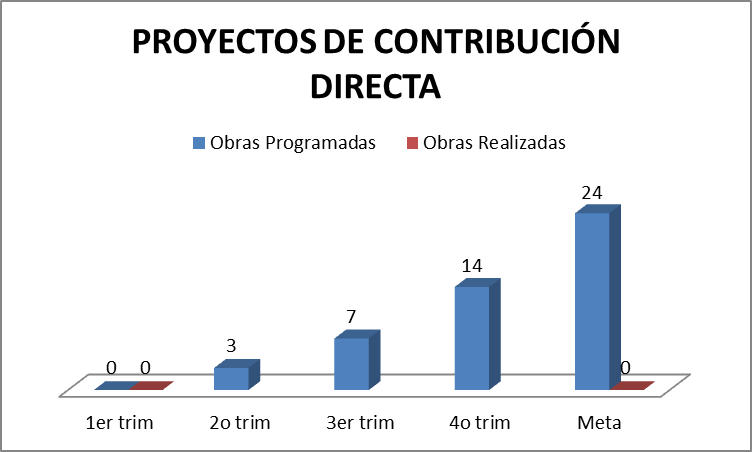 PROYECTOS DE CONTRIBUCIÓN
DIRECTA
Obras Programadas Obras Realizadas
24
14
7
3
0 0 0
1er trim 2o trim 3er trim 4o trim Meta